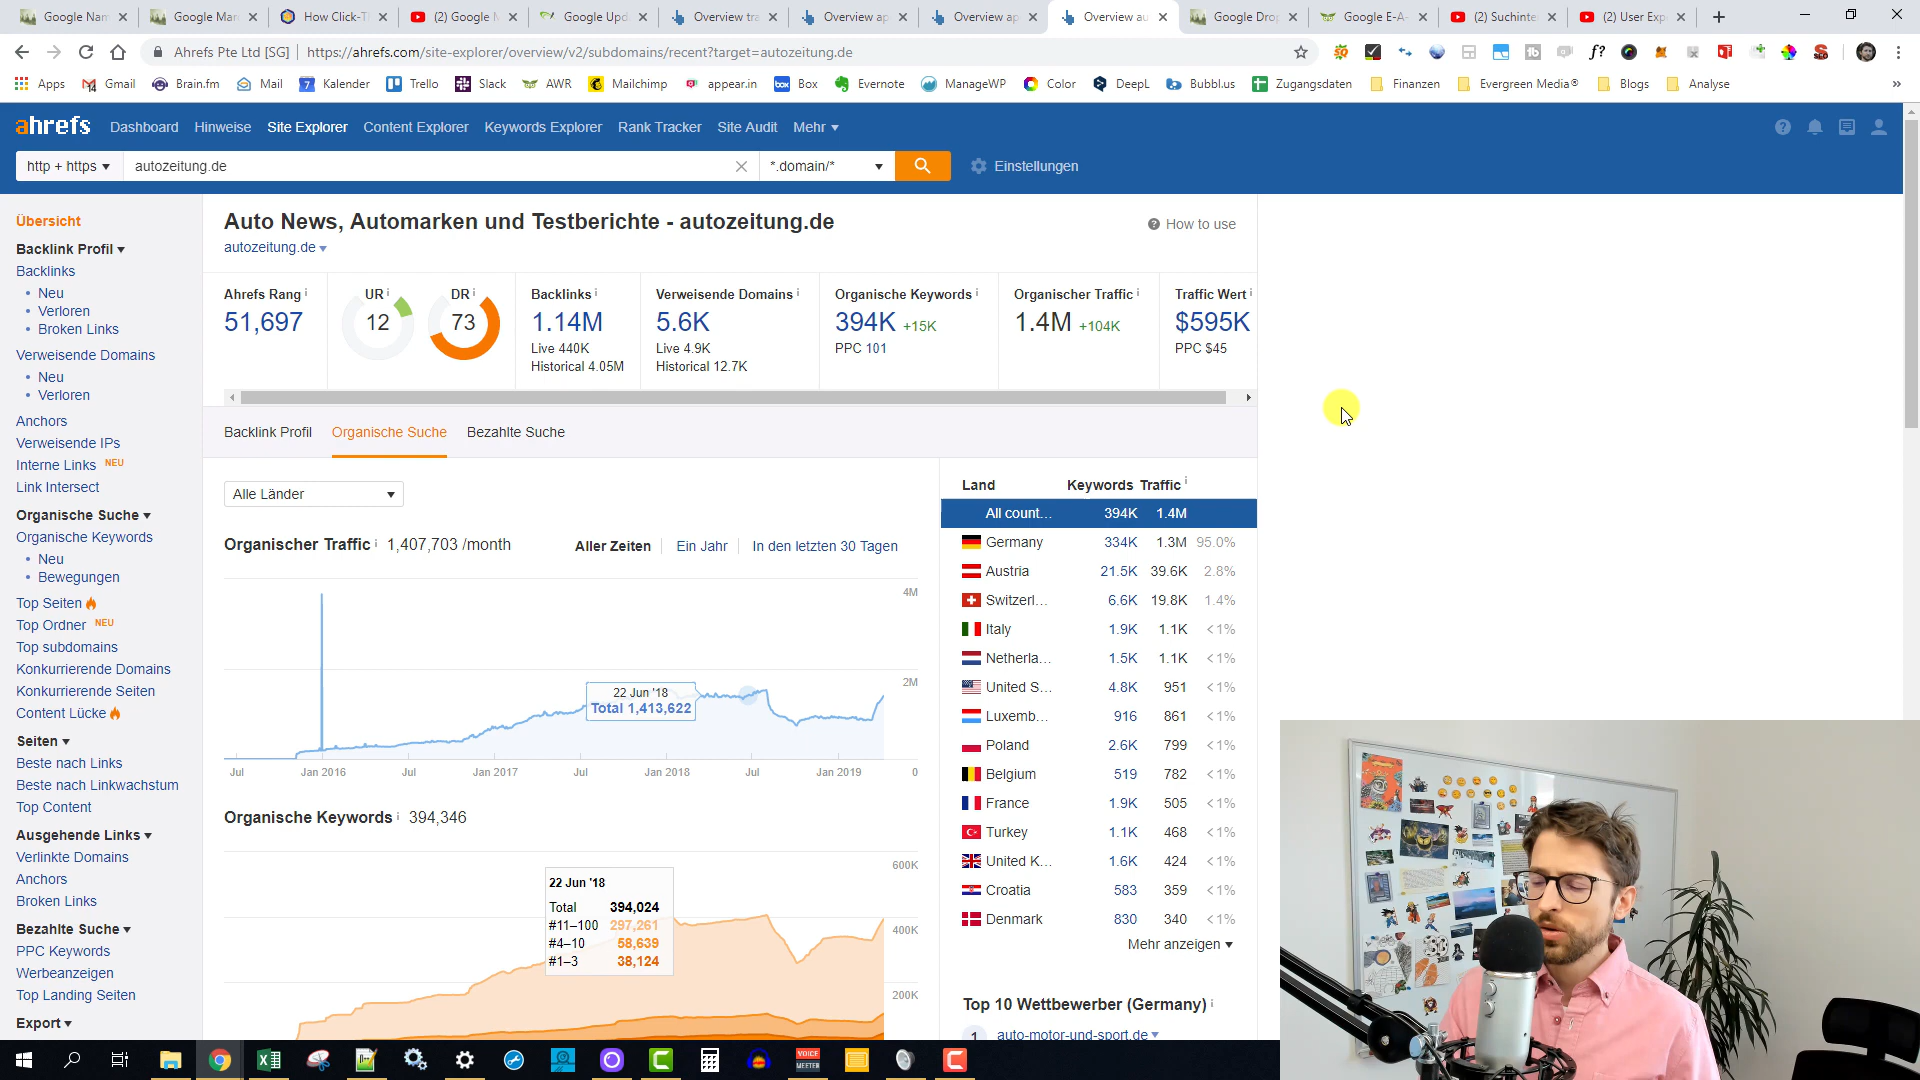 Google Nam
Google Mar
How Click-T
(2) Google N
Google Upd
Overview tra
Overview ap
Overview ap
Overview au
Google Drop
Google E-A-
(2) Suchinte
(2) User Exp
Ahrefs Pte Ltd [SG] | https://ahrefs.com/site-explorer/overview/v2/subdomains/recent?target=autozeitung.de
Apps Gmail Brain.fm Mail Kalender Trello Slack AWR Mailchimp appear.in Box Evernote ManageWP Color DeepL Bubbl.us Zugangsdaten Finanzen Evergreen Media® Blogs Analyse
ahrefs Dashboard Hinweise Site Explorer Content Explorer Keywords Explorer Rank Tracker Site Audit Mehr
http + https autozeitung.de *.domain/* Einstellungen
Übersicht
Backlink Profil
Backlinks
• Neu
• Verloren
• Broken Links
Verweisende Domains
• Neu
• Verloren
Anchors
Verweisende IPs
Interne Links NEU
Link Intersect
Organische Suche
Organische Keywords
• Neu
• Bewegungen
Top Seiten
Top Ordner NEU
Top subdomains
Konkurrierende Domains
Konkurrierende Seiten
Content Lücke
Seiten
Beste nach Links
Beste nach Linkwachstum
Top Content
Ausgehende Links
Verlinkte Domains
Anchors
Broken Links
Bezahlte Suche
PPC Keywords
Werbeanzeigen
Top Landing Seiten
Export
Auto News, Automarken und Testberichte - autozeitung.de
How to use
autozeitung.de
Ahrefs Rang
51,697
UR
12
DR
73
Backlinks
1.14M
Live 440K
Historical 4.05M
Verweisende Domains
5.6K
Live 4.9K
Historical 12.7K
Organische Keywords
394K +15K
PPC 101
Organischer Traffic
1.4M +104K
Traffic Wert
$595K
PPC $45
Backlink Profil Organische Suche Bezahlte Suche
Alle Länder
Organischer Traffic 1,407,703 /month
Aller Zeiten Ein Jahr In den letzten 30 Tagen
4M
2M
0
22 Jun '18
Total 1,413,622
Jul Jan 2016 Jul Jan 2017 Jul Jan 2018 Jul Jan 2019
Organische Keywords 394,346
600K
400K
200K
22 Jun '18
Total 394,024
#11–100 297,261
#4–10 58,639
#1–3 38,124
Land Keywords Traffic
All count... 394K 1.4M
Germany 334K 1.3M 95.0%
Austria 21.5K 39.6K 2.8%
Switzerl... 6.6K 19.8K 1.4%
Italy 1.9K 1.1K <1%
Netherla... 1.5K 1.1K <1%
United S... 4.8K 951 <1%
Luxemb... 916 861 <1%
Poland 2.6K 799 <1%
Belgium 519 782 <1%
France 1.9K 505 <1%
Turkey 1.1K 468 <1%
United K... 1.6K 424 <1%
Croatia 583 359 <1%
Denmark 830 340 <1%
Mehr anzeigen
Top 10 Wettbewerber (Germany)
1 auto-motor-und-sport.de
VOICE
MEETER